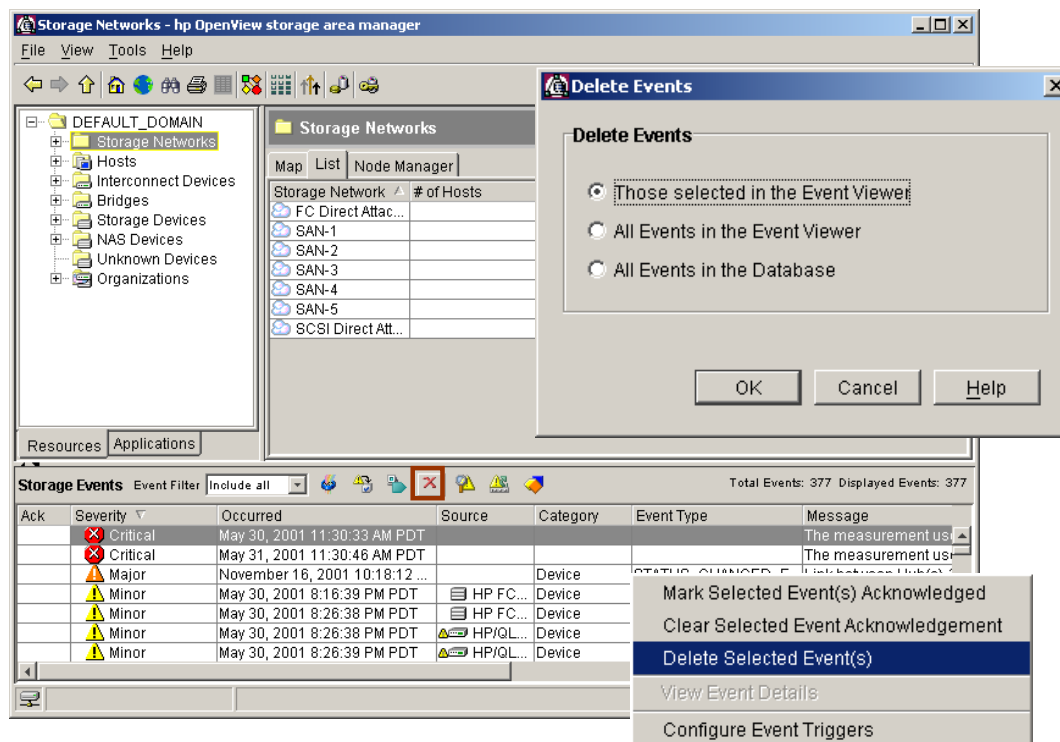 Storage Networks - hp OpenView storage area manager
File View Tools Help
DEFAULT_DOMAIN
Storage Networks
Hosts
Interconnect Devices
Bridges
Storage Devices
NAS Devices
Unknown Devices
Organizations
Resources Applications
Storage Networks
Map List Node Manager
Storage Network # of Hosts
FC Direct Attac...
SAN-1
SAN-2
SAN-3
SAN-4
SAN-5
SCSI Direct Att...
Delete Events
Delete Events
Those selected in the Event Viewer
All Events in the Event Viewer
All Events in the Database
OK Cancel Help
Storage Events Event Filter Include all Total Events: 377 Displayed Events: 377
Ack Severity Occurred Source Category Event Type Message
Critical May 30, 2001 11:30:33 AM PDT The measurement us
Critical May 31, 2001 11:30:46 AM PDT The measurement us
Major November 16, 2001 10:18:12 ... Device STATUS_CHANGED_E Link between Hub(s)
Minor May 30, 2001 8:16:39 PM PDT HP FC... Device
Minor May 30, 2001 8:26:38 PM PDT HP FC... Device
Minor May 30, 2001 8:26:38 PM PDT HP/QL... Device
Minor May 30, 2001 8:26:39 PM PDT HP/QL... Device
Mark Selected Event(s) Acknowledged
Clear Selected Event Acknowledgement
Delete Selected Event(s)
View Event Details
Configure Event Triggers